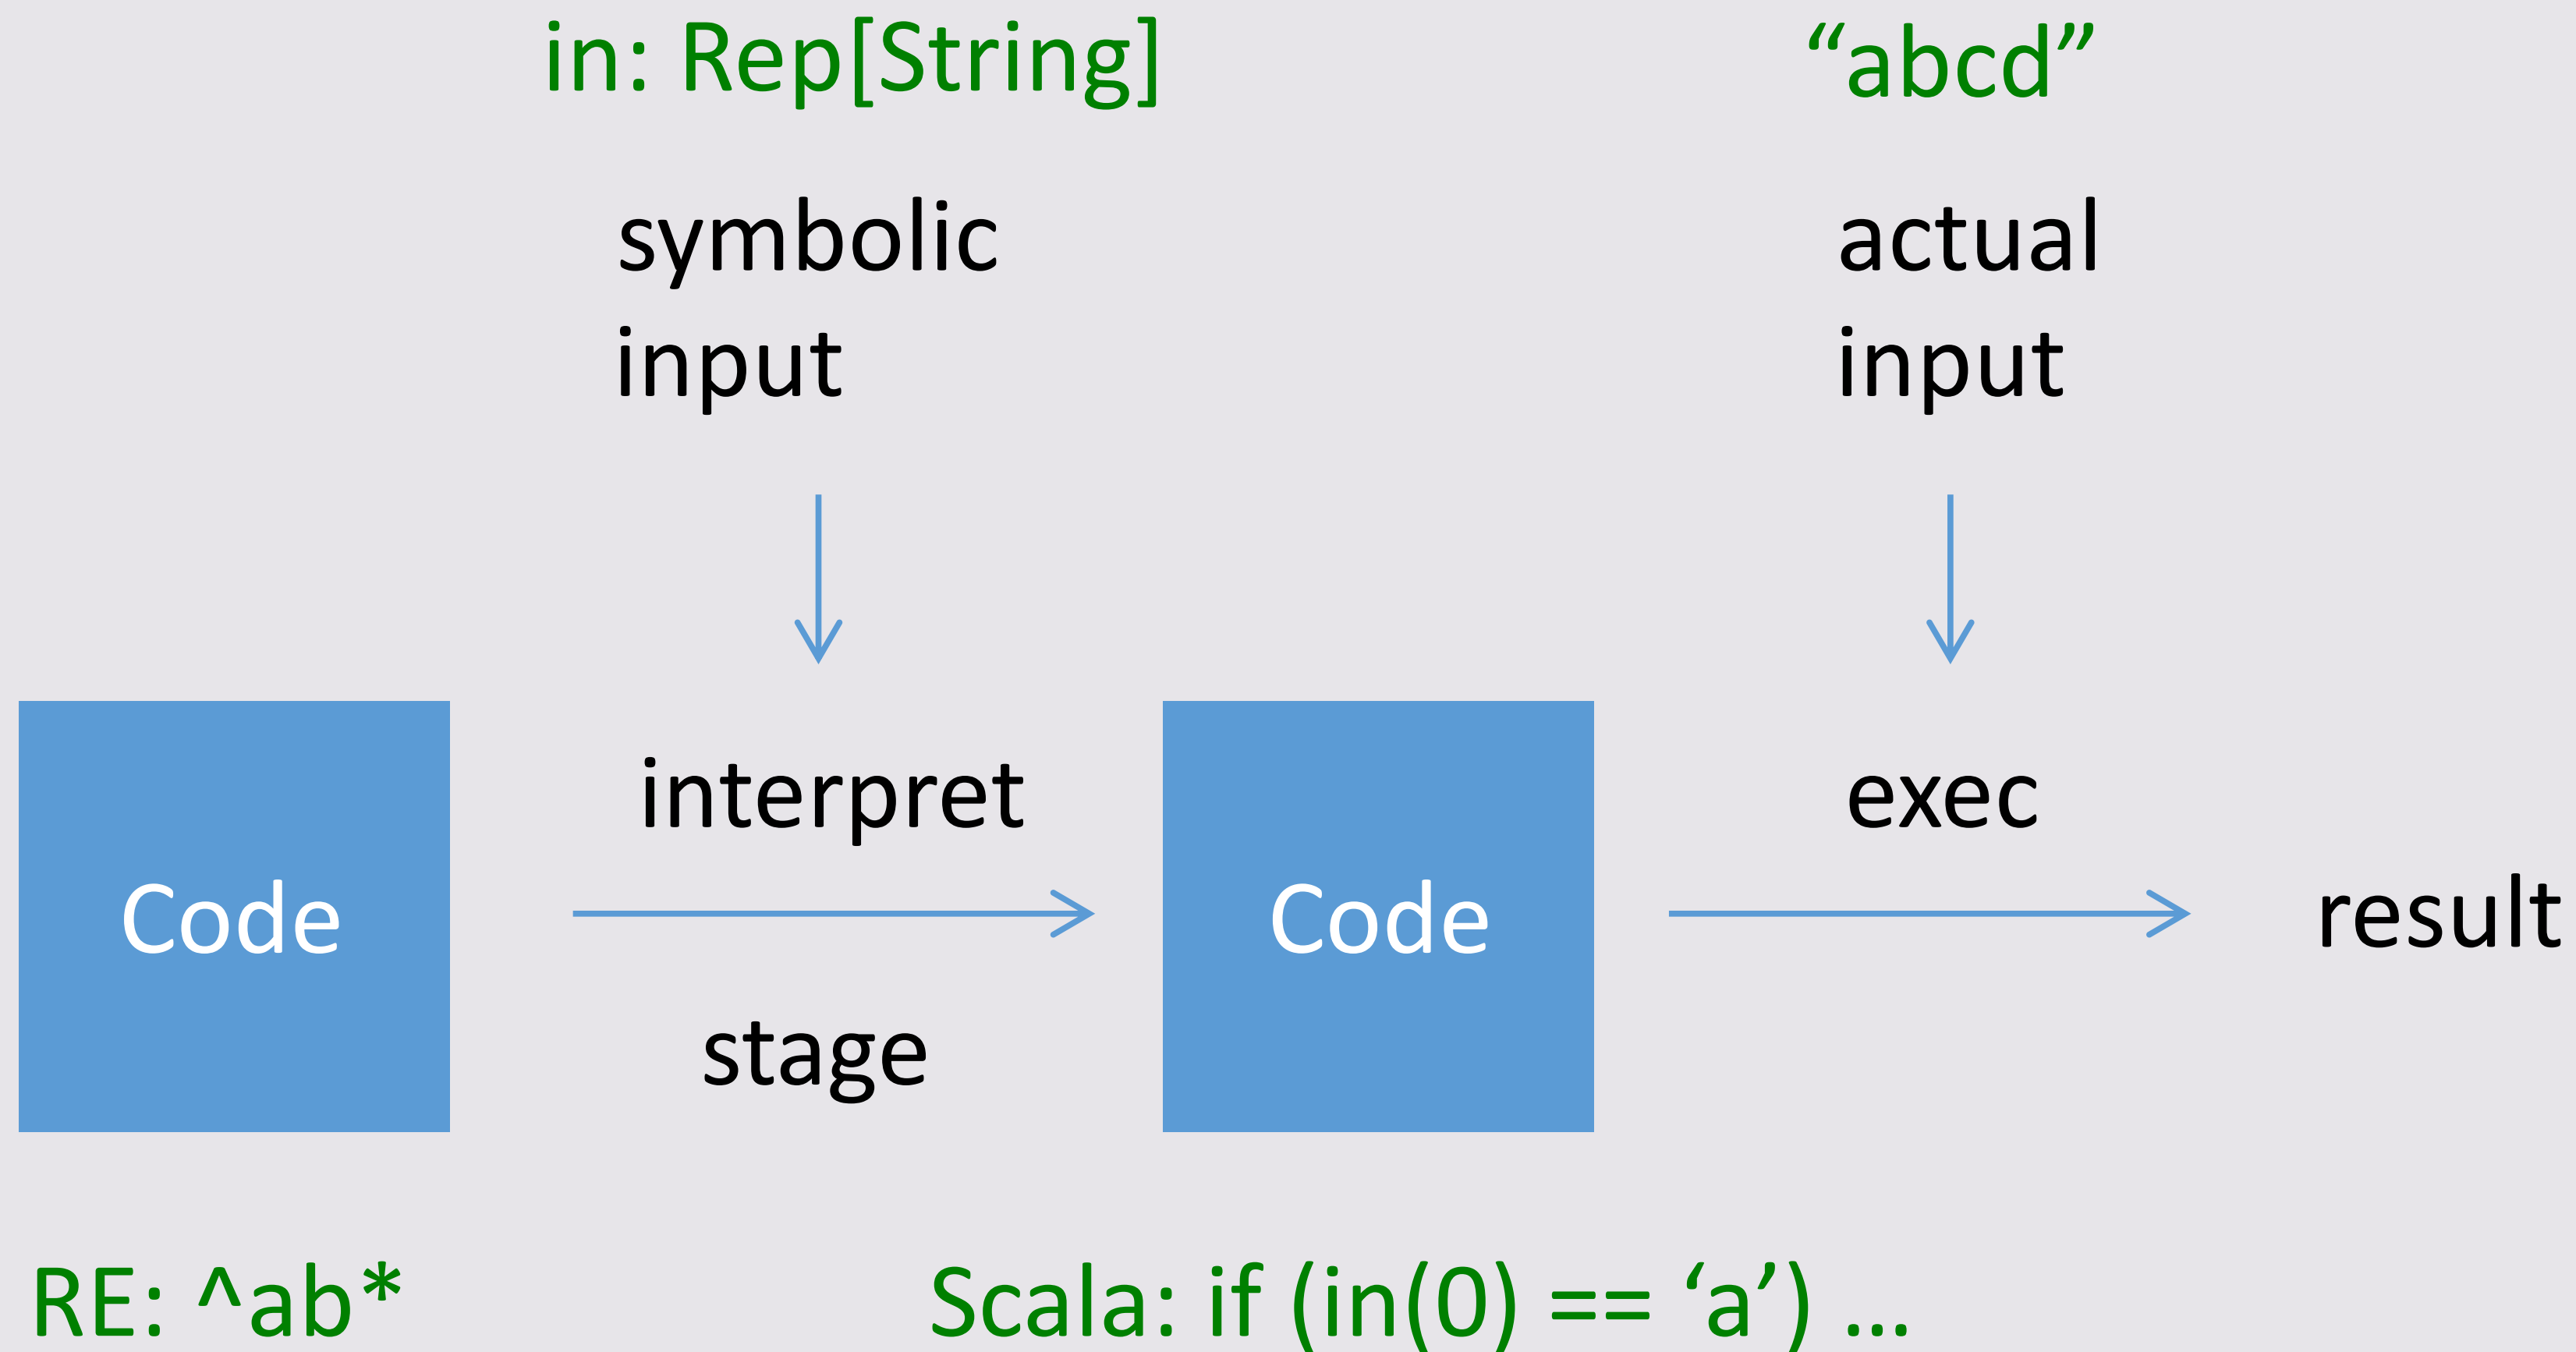 in: Rep[String]
“abcd”
symbolic
input
actual
input
interpret
exec
Code
Code
result
stage
RE: ^ab*
Scala: if (in(0) == ‘a’) ...